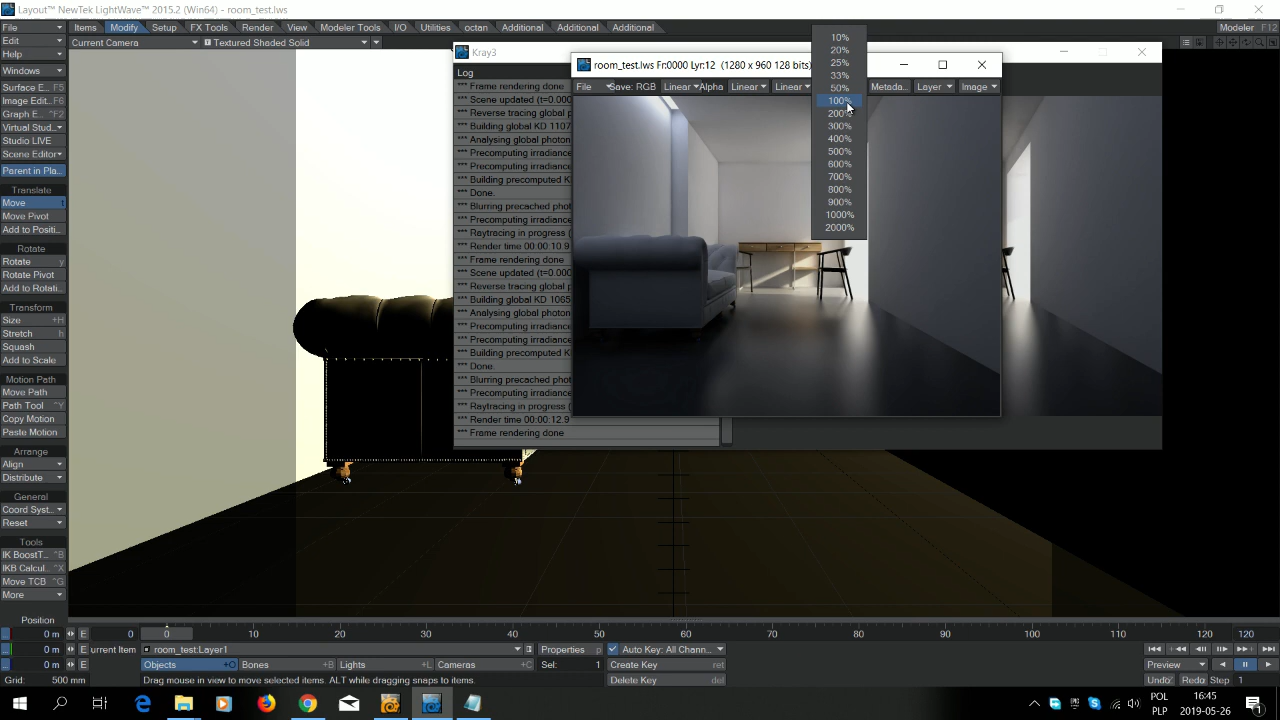 Layout™ NewTek LightWave™ 2015.2 (Win64) - room_test.lws
File
Items Modify Setup FX Tools Render View Modeler Tools I/O Utilities octan Additional Additional Additional
Modeler
Edit
Current Camera
Textured Shaded Solid
Help
Windows
Surface E... F5
Image Edit... F6
Graph E... ^F2
Virtual Stud...
Studio LIVE
Scene Editor
Parent in Pla...
Translate
Move t
Move Pivot
Add to Positi...
Rotate
Rotate y
Rotate Pivot
Add to Rotati...
Transform
Size +H
Stretch h
Squash
Add to Scale
Motion Path
Move Path
Path Tool ^Y
Copy Motion
Paste Motion
Arrange
Align
Distribute
General
Coord Syst...
Reset
Tools
IK BoostT... ^B
IKB Calcul... ^X
Move TCB ^G
More
Kray3
Log
*** Frame rendering done
*** Scene updated (t=0.000
*** Reverse tracing global p
*** Building global KD 1107
*** Analysing global photon
*** Precomputing irradiance
*** Precomputing irradiance
*** Building precomputed K
*** Done.
*** Blurring precached phot
*** Precomputing irradiance
*** Raytracing in progress (
*** Render time 00:00:10.9
*** Frame rendering done
*** Scene updated (t=0.000
*** Reverse tracing global p
*** Building global KD 1065
*** Analysing global photon
*** Precomputing irradiance
*** Precomputing irradiance
*** Building precomputed K
*** Done.
*** Blurring precached phot
*** Precomputing irradiance
*** Raytracing in progress (
*** Render time 00:00:12.9
*** Frame rendering done
room_test.lws Fr:0000 Lyr:12 (1280 x 960 128 bits)
File Save: RGB Linear Alpha Linear Linear Metada... Layer Image
10%
20%
25%
33%
50%
100%
200%
300%
400%
500%
600%
700%
800%
900%
1000%
2000%
Position
0 m E 0 0 10 20 30 40 50 60 70 80 90 100 110 120 120
0 m E urrent Item room_test:Layer1 Properties p Auto Key: All Chann...
0 m E Objects +O Bones +B Lights +L Cameras +C Sel: 1 Create Key ret Preview
Grid: 500 mm Drag mouse in view to move selected items. ALT while dragging snaps to items. Delete Key Undo Redo Step 1
POL
PLP
16:45
2019-05-26
1